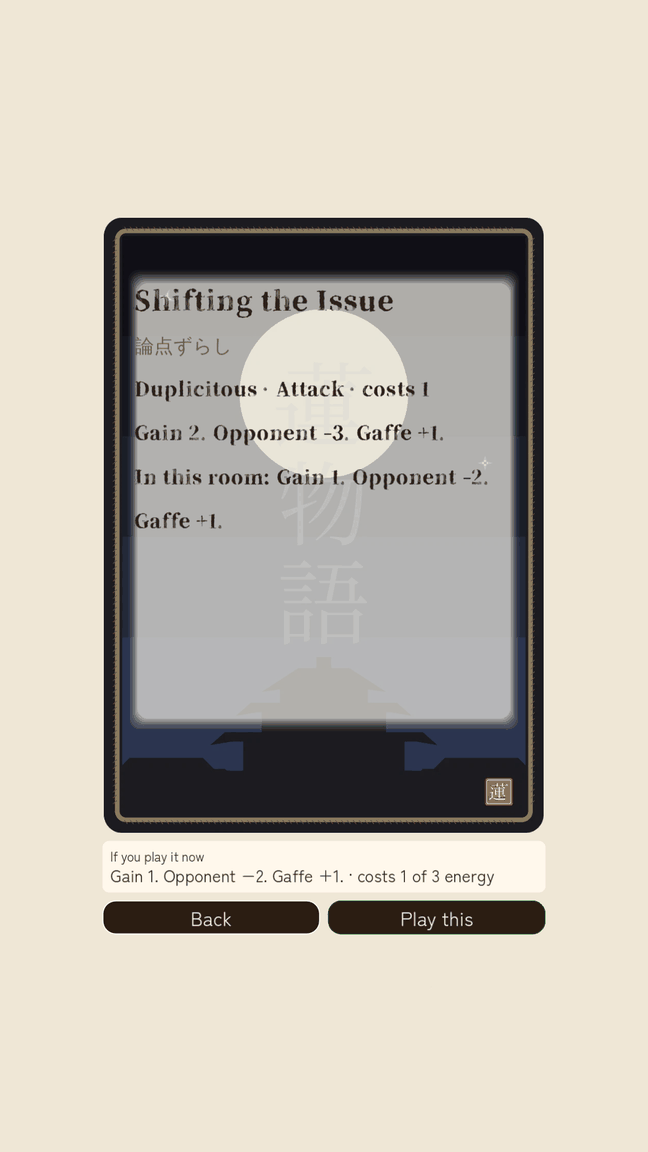 Shifting the Issue
論点ずらし
Duplicitous · Attack · costs 1
Gain 2. Opponent -3. Gaffe +1.
In this room: Gain 1. Opponent -2.
Gaffe +1.
蓮物語
蓮
If you play it now
Gain 1. Opponent −2. Gaffe +1. · costs 1 of 3 energy
Back
Play this